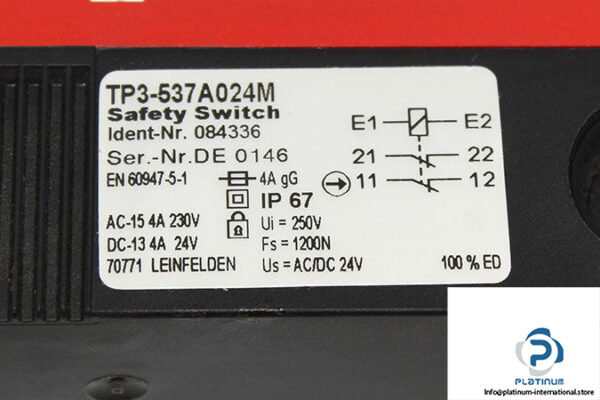 TP3-537A024M
Safety Switch
Ident-Nr. 084336
Ser.-Nr.DE 0146
EN 60947-5-1 4A gG
IP 67
AC-15 4A 230V Ui = 250V
DC-13 4A 24V Fs = 1200N
70771 LEINFELDEN Us = AC/DC 24V 100 % ED
E1 E2
21 22
11 12
PLATINUM
Info@platinum-international.store